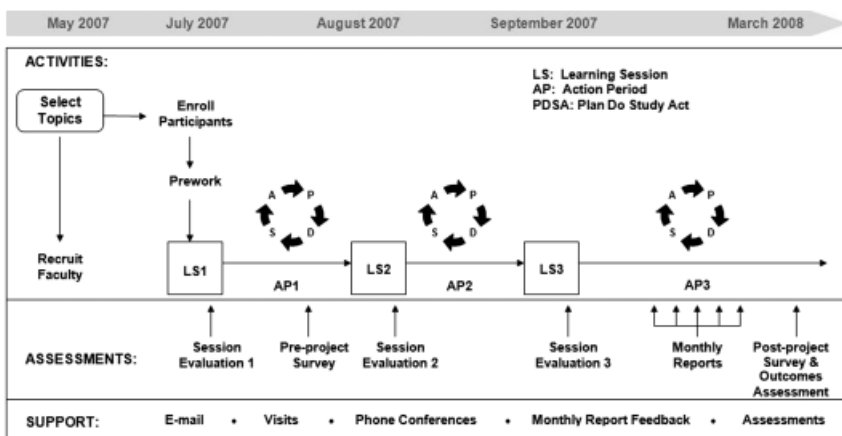 May 2007 July 2007 August 2007 September 2007 March 2008
ACTIVITIES:
LS: Learning Session
AP: Action Period
PDSA: Plan Do Study Act
Select
Topics
Enroll
Participants
Prework
Recruit
Faculty
A P
S D
A P
S D
A P
S D
LS1
AP1
LS2
AP2
LS3
AP3
ASSESSMENTS:
Session
Evaluation 1
Pre-project
Survey
Session
Evaluation 2
Session
Evaluation 3
Monthly
Reports
Post-project
Survey &
Outcomes
Assessment
SUPPORT: E-mail • Visits • Phone Conferences • Monthly Report Feedback • Assessments